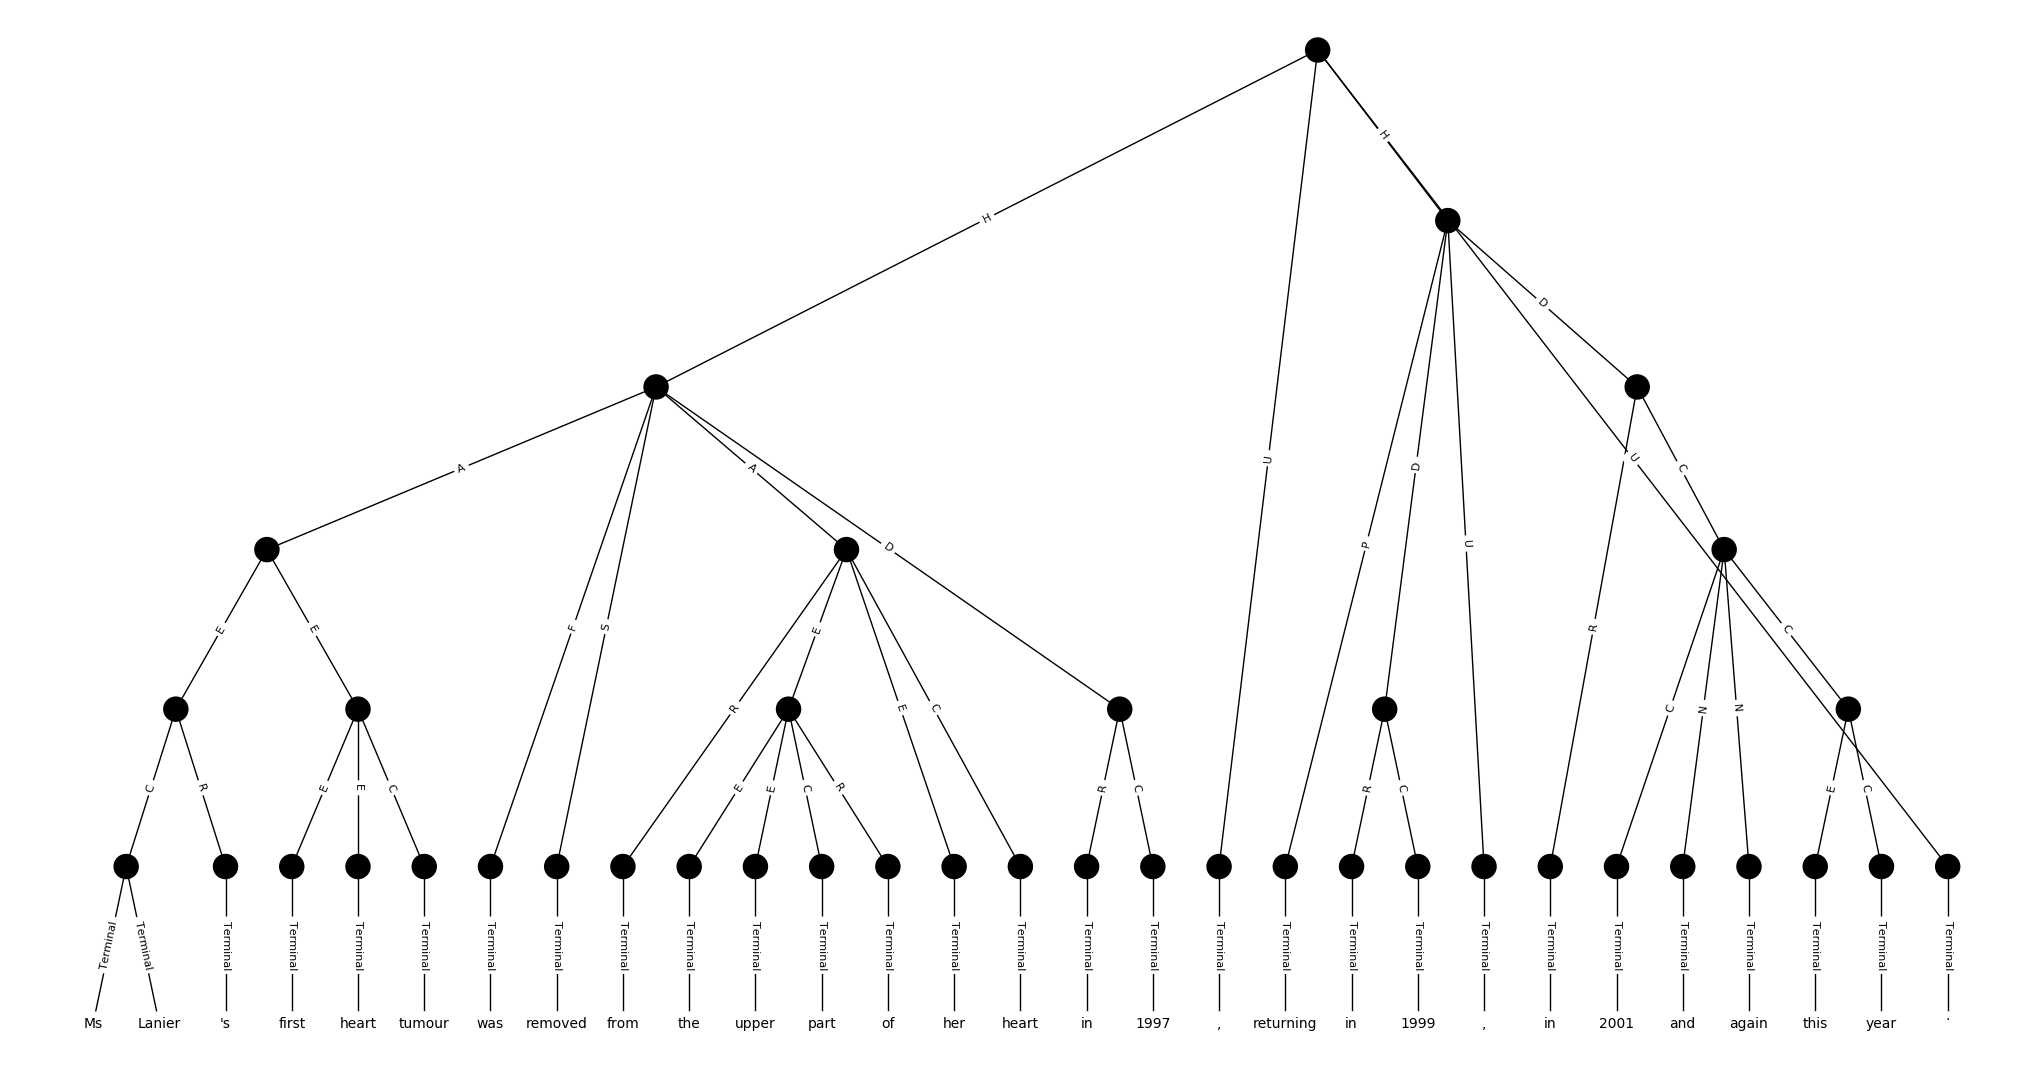 H
H
D
A
A
U
D
U
C
D
P
U
E
E
F
S
E
R
C
R
E
C
C
N
N
C
R
E
E
C
E
E
C
R
R
C
R
C
E
C
Terminal Terminal Terminal Terminal Terminal Terminal Terminal Terminal Terminal Terminal Terminal Terminal Terminal Terminal Terminal Terminal Terminal Terminal Terminal Terminal Terminal Terminal Terminal Terminal Terminal Terminal Terminal Terminal Terminal
Ms Lanier 's first heart tumour was removed from the upper part of her heart in 1997 , returning in 1999 , in 2001 and again this year .